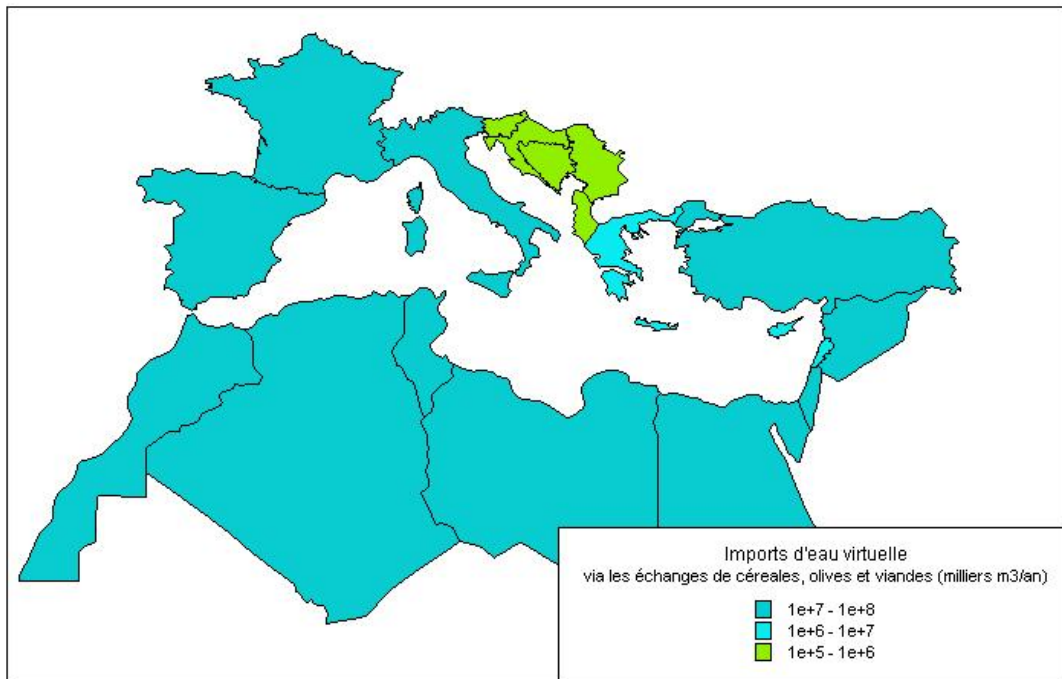 Imports d'eau virtuelle
via les échanges de céreales, olives et viandes (milliers m3/an)
1e+7 - 1e+8
1e+6 - 1e+7
1e+5 - 1e+6